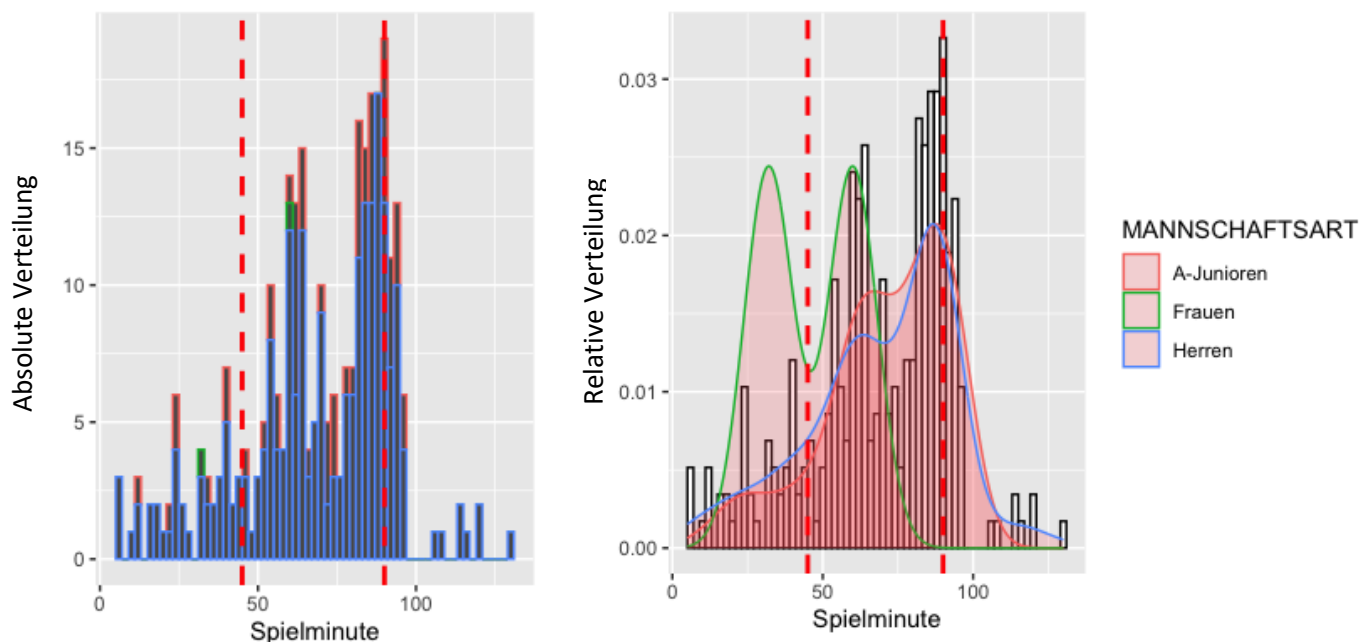 Absolute Verteilung
15
10
5
0
0
50
100
Spielminute
Relative Verteilung
0.03
0.02
0.01
0.00
0
50
100
Spielminute
MANNSCHAFTSART
A-Junioren
Frauen
Herren